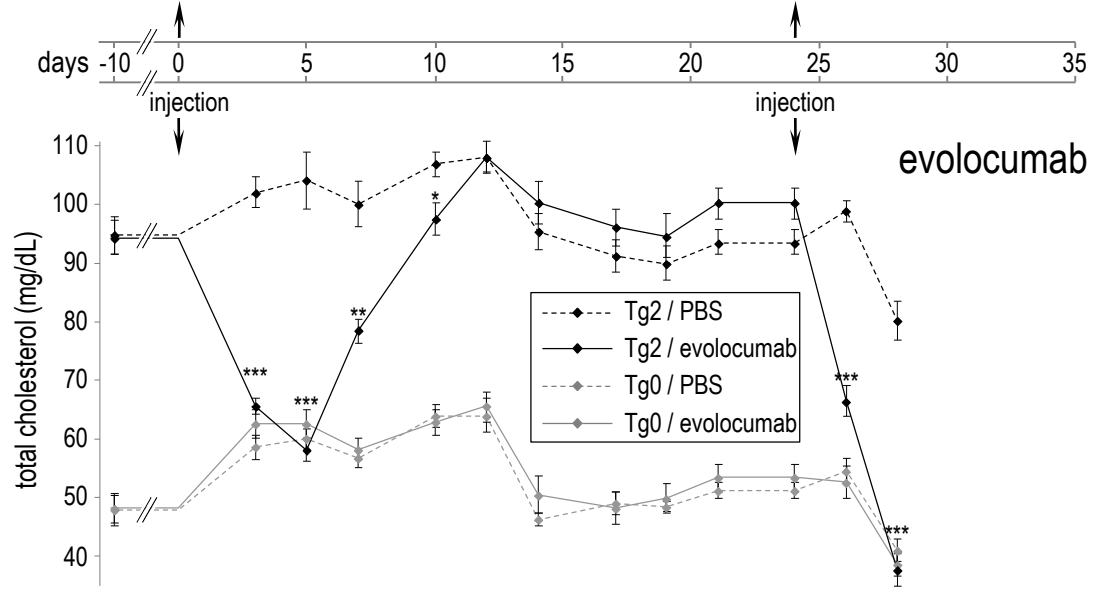 days -10 0 5 10 15 20 25 30 35
injection injection
evolocumab
total cholesterol (mg/dL)
110
100
90
80
70
60
50
40
*
**
***
***
***
***
Tg2 / PBS
Tg2 / evolocumab
Tg0 / PBS
Tg0 / evolocumab